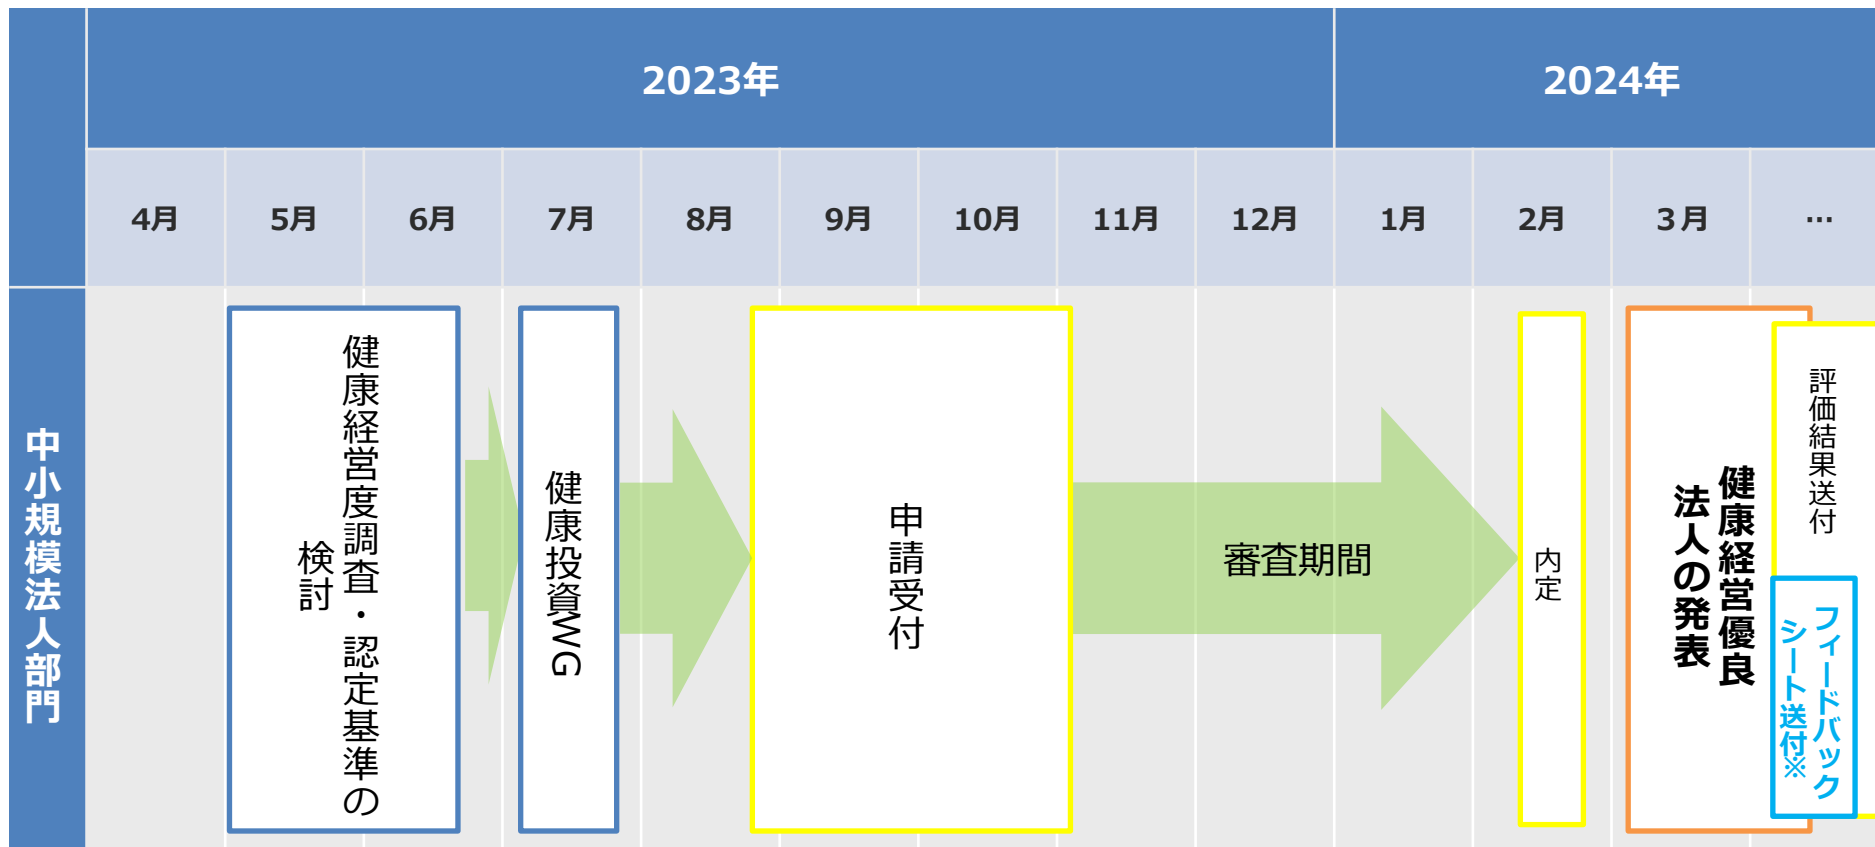 2023年
2024年
4月
5月
6月
7月
8月
9月
10月
11月
12月
1月
2月
３月
…
中小規模法人部門
健康経営度調査・認定基準の
検討
健康投資WG
申請受付
審査期間
内定
健康経営優良
法人の発表
評価結果送付
フィードバック
シート送付※